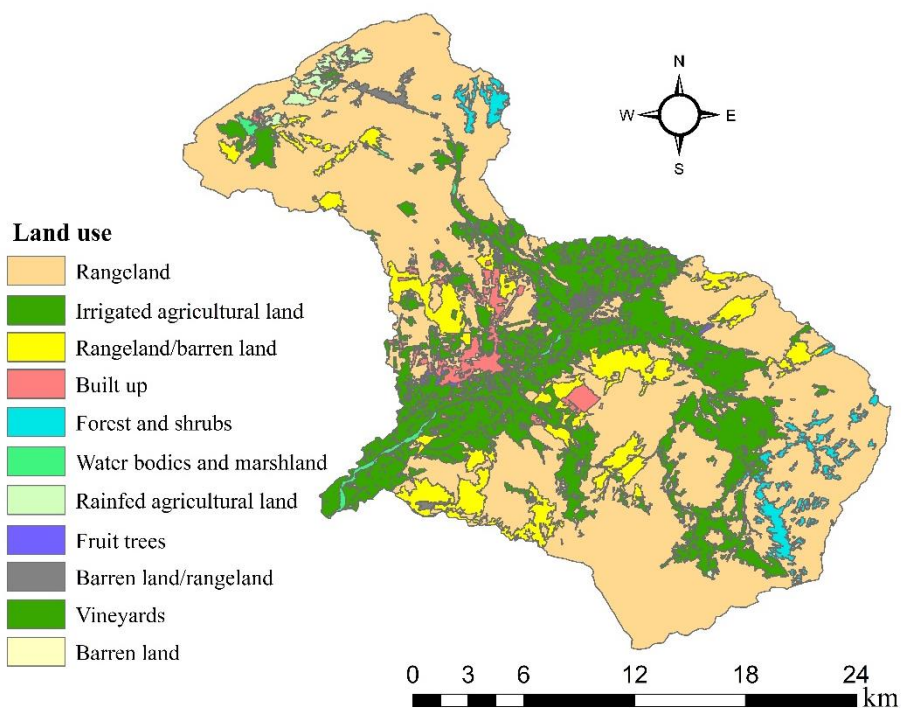 N
W E
S
Land use
Rangeland
Irrigated agricultural land
Rangeland/barren land
Built up
Forest and shrubs
Water bodies and marshland
Rainfed agricultural land
Fruit trees
Barren land/rangeland
Vineyards
Barren land
0 3 6 12 18 24
km